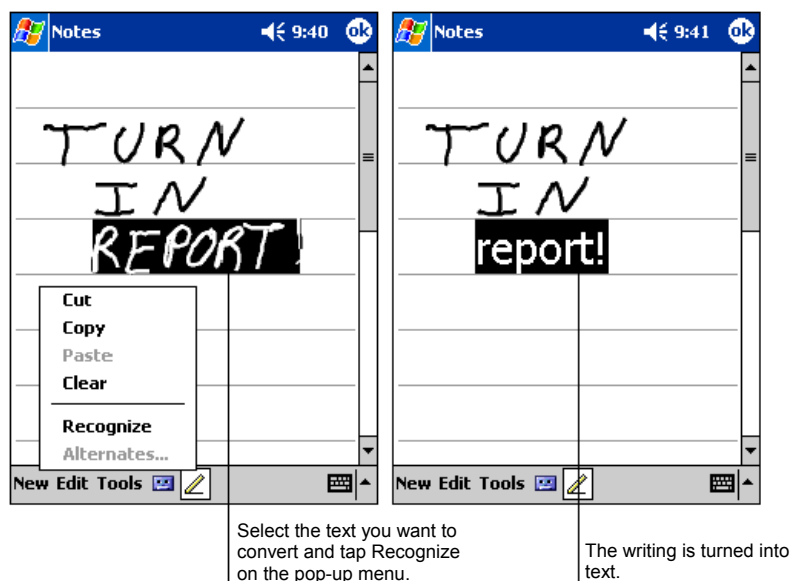 Notes 9:40 ok
TURN
IN
REPORT!
Cut
Copy
Paste
Clear
Recognize
Alternates...
New Edit Tools
Select the text you want to
convert and tap Recognize
on the pop-up menu.
Notes 9:41 ok
TURN
IN
report!
New Edit Tools
The writing is turned into
text.